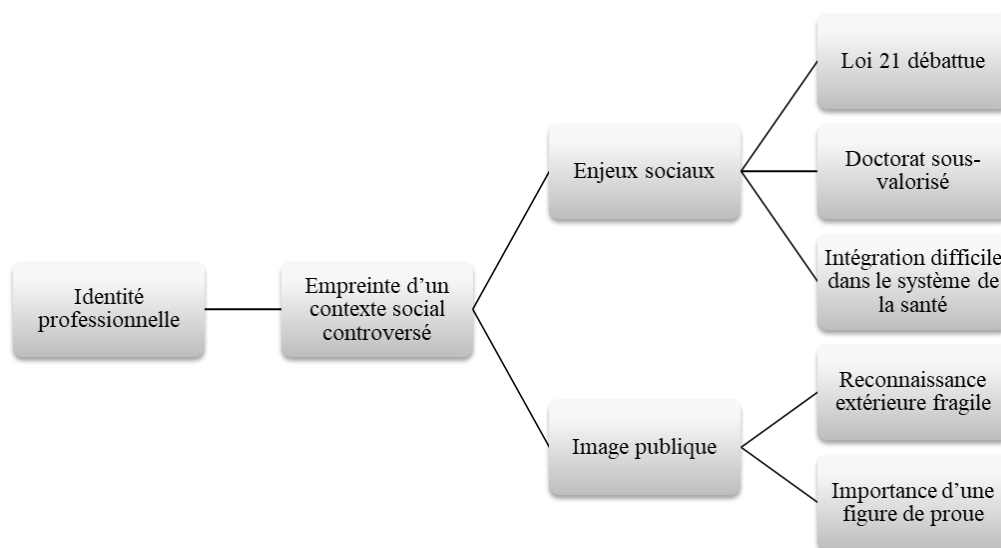 Identité
professionnelle
Empreinte d’un
contexte social
controversé
Enjeux sociaux
Loi 21 débattue
Doctorat sous-
valorisé
Intégration difficile
dans le système de
la santé
Image publique
Reconnaissance
extérieure fragile
Importance d’une
figure de proue